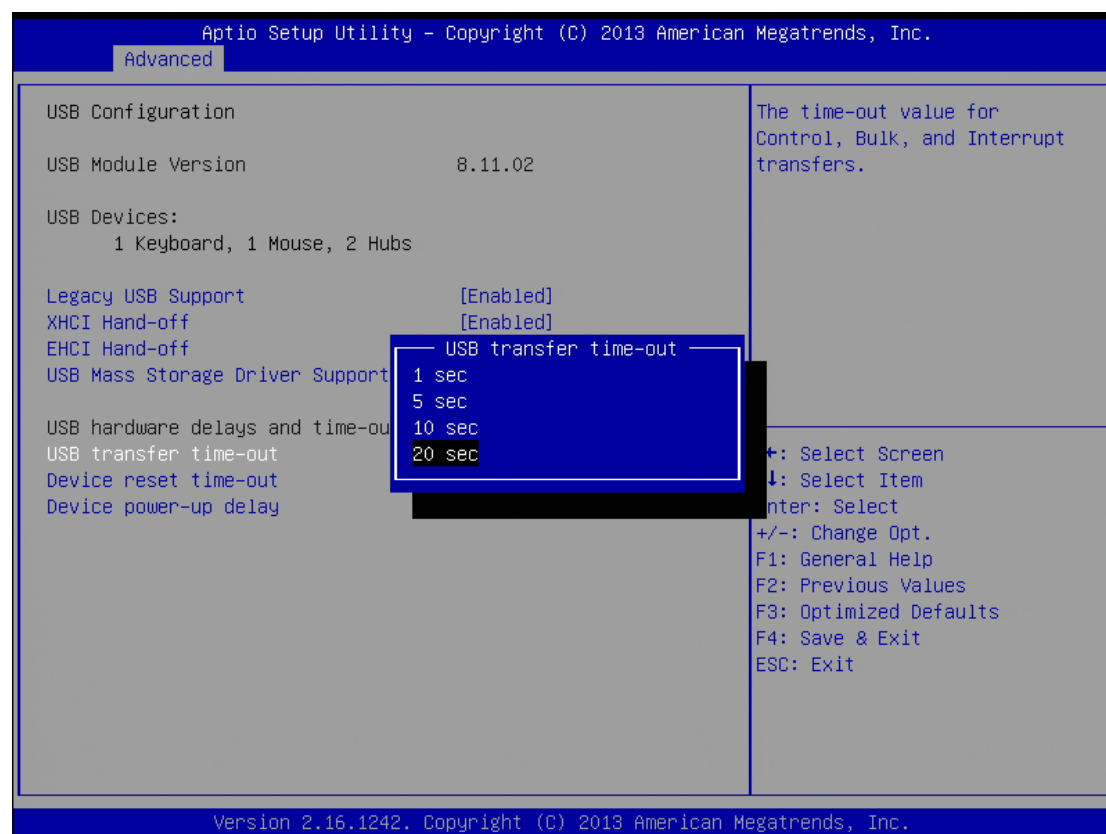 Aptio Setup Utility – Copyright (C) 2013 American Megatrends, Inc.
Advanced
USB Configuration
USB Module Version 8.11.02
USB Devices:
1 Keyboard, 1 Mouse, 2 Hubs
Legacy USB Support [Enabled]
XHCI Hand-off [Enabled]
EHCI Hand-off
USB Mass Storage Driver Support
USB hardware delays and time-ou
USB transfer time-out
Device reset time-out
Device power-up delay
USB transfer time-out
1 sec
5 sec
10 sec
20 sec
The time-out value for
Control, Bulk, and Interrupt
transfers.
←: Select Screen
↓: Select Item
nter: Select
+/-: Change Opt.
F1: General Help
F2: Previous Values
F3: Optimized Defaults
F4: Save & Exit
ESC: Exit
Version 2.16.1242. Copyright (C) 2013 American Megatrends, Inc.